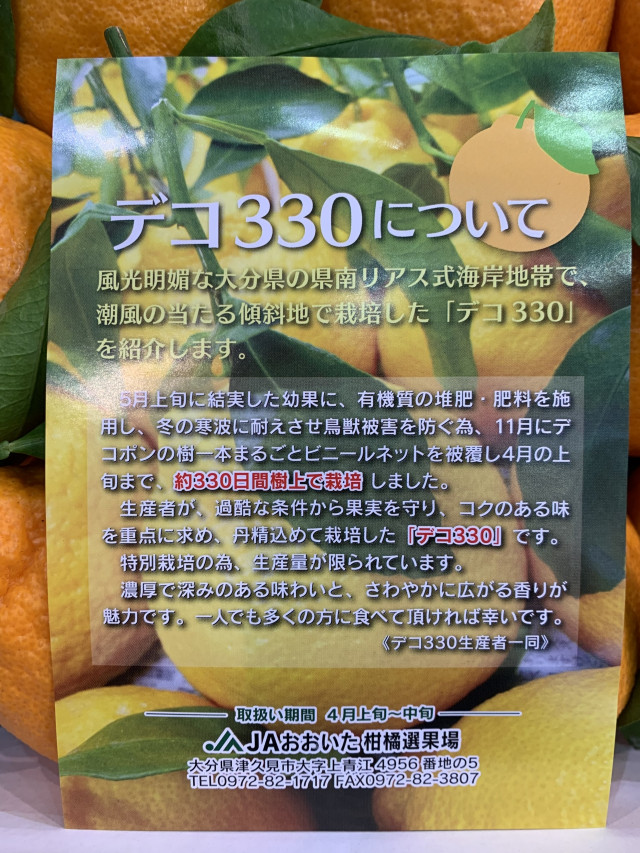 デコ330について
風光明媚な大分県の県南リアス式海岸地帯で、
潮風の当たる傾斜地で栽培した「デコ330」
を紹介します。
5月上旬に結実した幼果に、有機質の堆肥・肥料を施
用し、冬の寒波に耐えさせ鳥獣被害を防ぐ為、11月にデ
コポンの樹一本まるごとビニールネットを被覆し4月の上
旬まで、約330日間樹上で栽培しました。
生産者が、過酷な条件から果実を守り、コクのある味
を重点に求め、丹精込めて栽培した「デコ330」です。
特別栽培の為、生産量が限られています。
濃厚で深みのある味わいと、さわやかに広がる香りが
魅力です。一人でも多くの方に食べて頂ければ幸いです。
《デコ330生産者一同》
取扱い期間 4月上旬〜中旬
JAおおいた柑橘選果場
大分県津久見市大字上青江4956番地の5
TEL0972-82-1717 FAX0972-82-3807